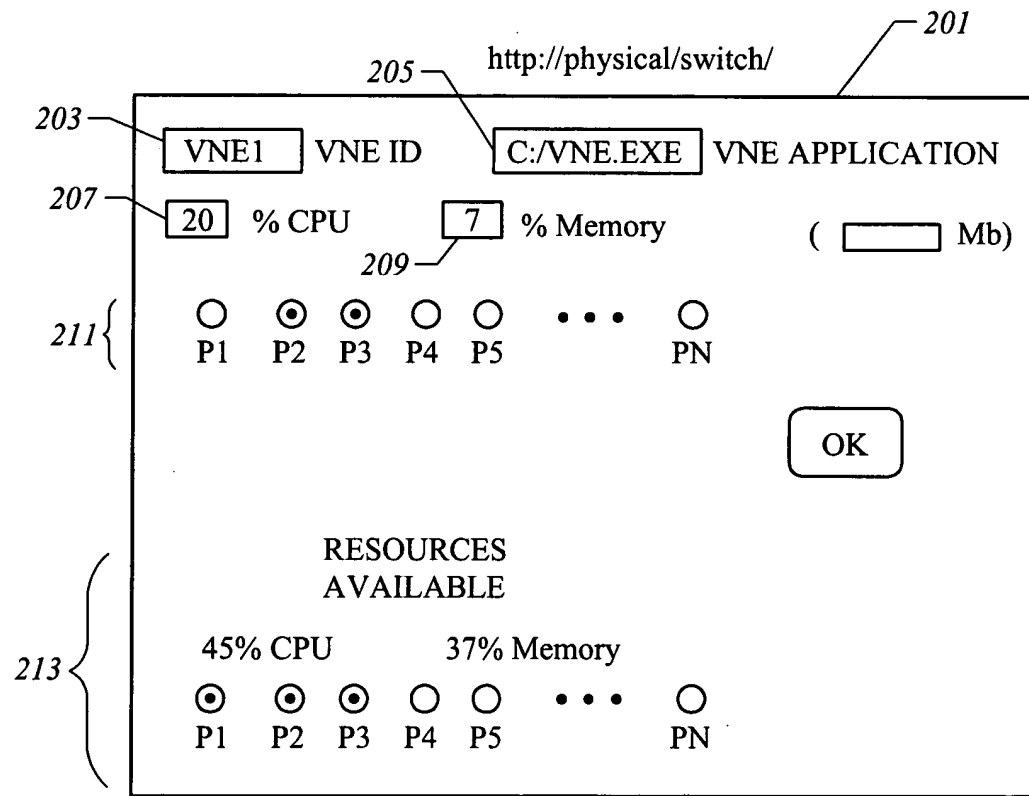 201
http://physical/switch/
205
203
VNE1 VNE ID C:/VNE.EXE VNE APPLICATION
207
20 % CPU 7 % Memory ( Mb)
209
211
P1 P2 P3 P4 P5 • • • PN
OK
RESOURCES
AVAILABLE
213
45% CPU 37% Memory
P1 P2 P3 P4 P5 • • • PN